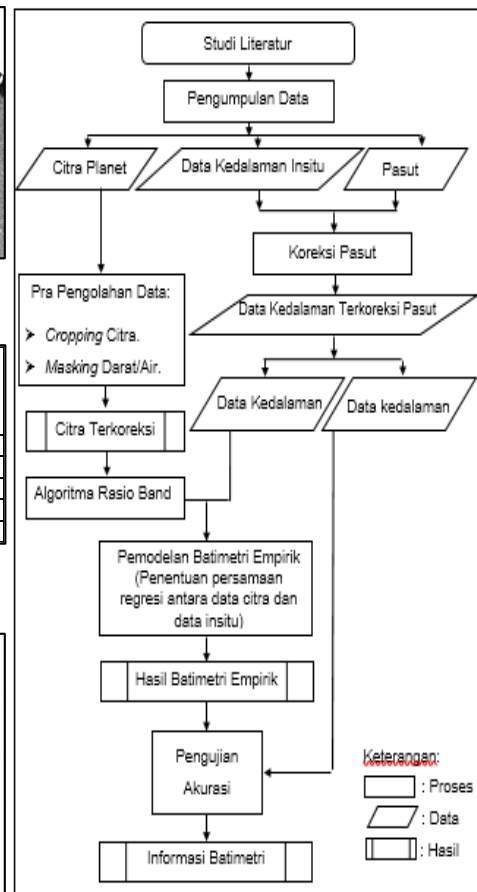 Studi Literatur
Pengumpulan Data
Citra Planet
Data Kedalaman Insitu
Pasut
Koreksi Pasut
Pra Pengolahan Data:
➢ Cropping Citra.
➢ Masking Darat/Air.
Data Kedalaman Terkoreksi Pasut
Citra Terkoreksi
Data Kedalaman
Data kedalaman
Algoritma Rasio Band
Pemodelan Batimetri Empirik
(Penentuan persamaan
regresi antara data citra dan
data insitu)
Hasil Batimetri Empirik
Pengujian
Akurasi
Informasi Batimetri
Keterangan:
: Proses
: Data
: Hasil